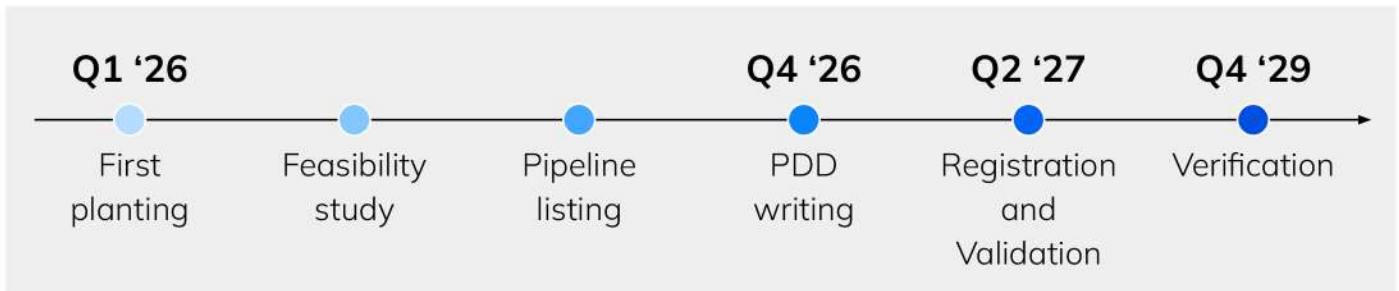 Q1 ‘26
First
planting
Feasibility
study
Pipeline
listing
Q4 ‘26
PDD
writing
Q2 ‘27
Registration
and
Validation
Q4 ‘29
Verification